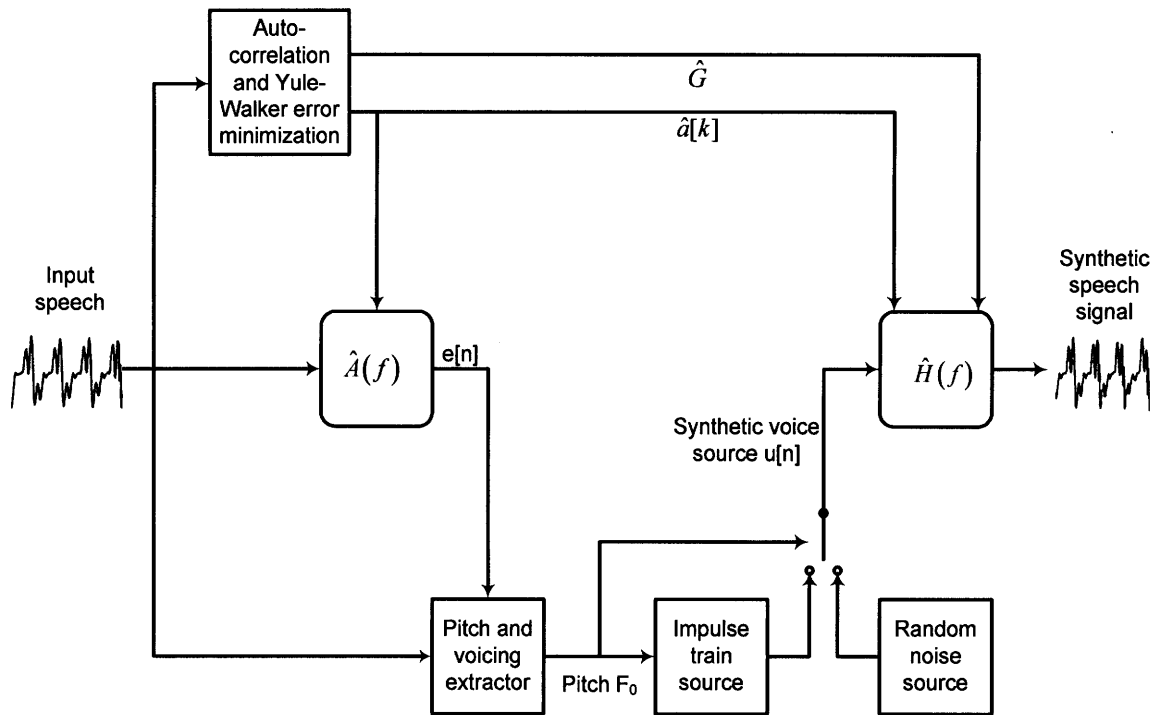 Auto-
correlation
and Yule-
Walker error
minimization
Ĝ
â[k]
Input
speech
Â(f)
e[n]
Ĥ(f)
Synthetic
speech
signal
Synthetic voice
source u[n]
Pitch and
voicing
extractor
Pitch F₀
Impulse
train
source
Random
noise
source